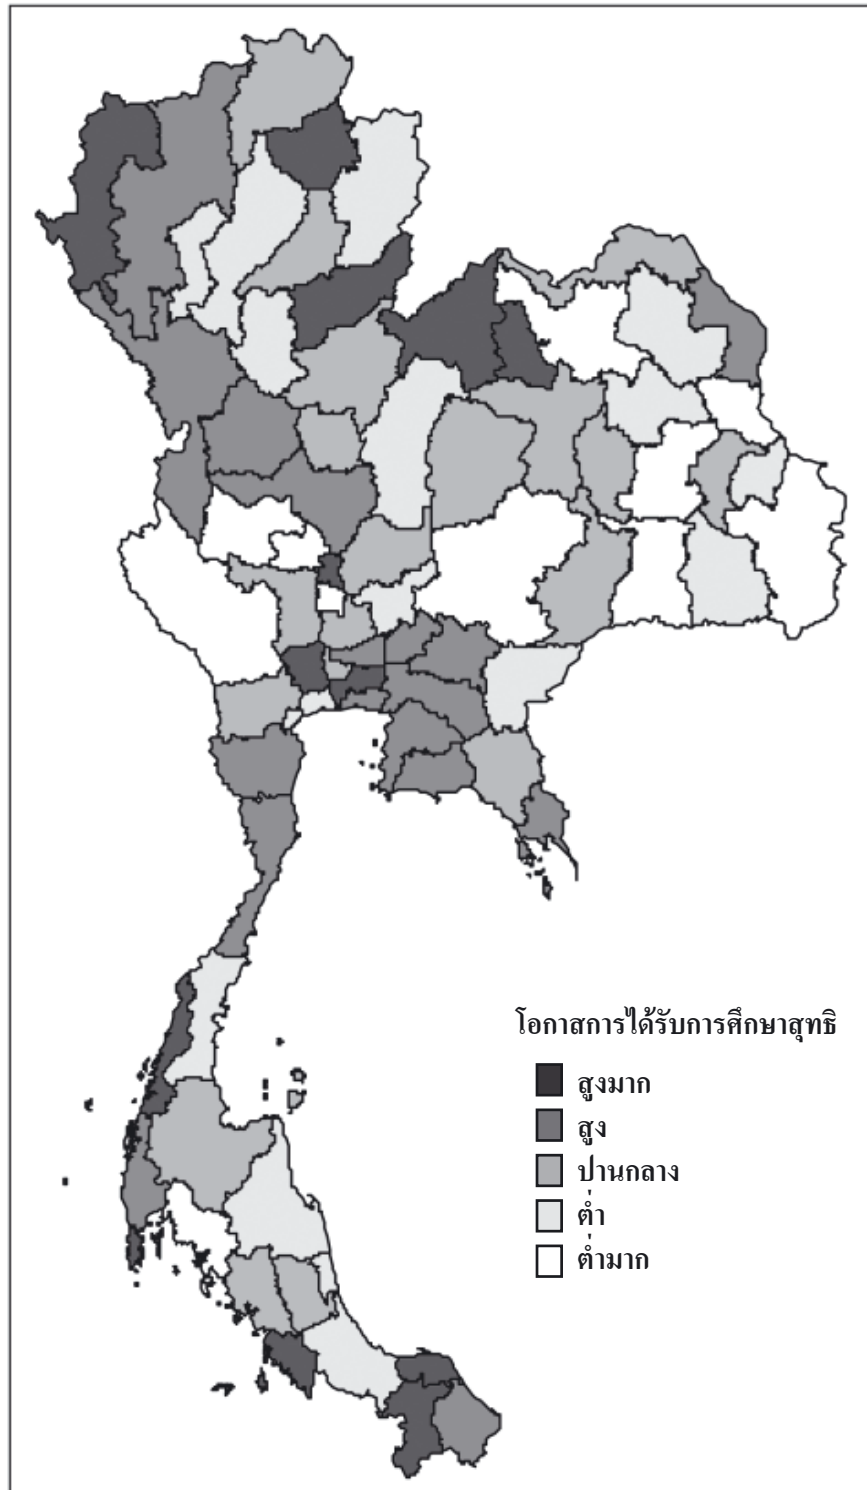 โอกาสการได้รับการศึกษาสุทธิ
สูงมาก
สูง
ปานกลาง
ต่ำ
ต่ำมาก